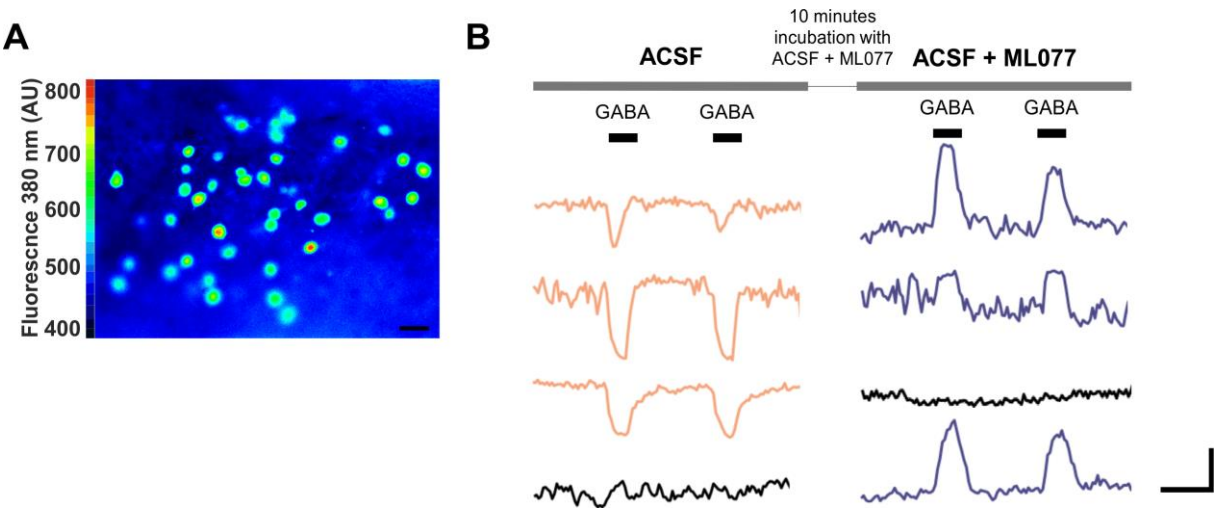 A
Fluorescnce 380 nm (AU)
800
700
600
500
400
B
ACSF
10 minutes
incubation with
ACSF + ML077
ACSF + ML077
GABA
GABA
GABA
GABA